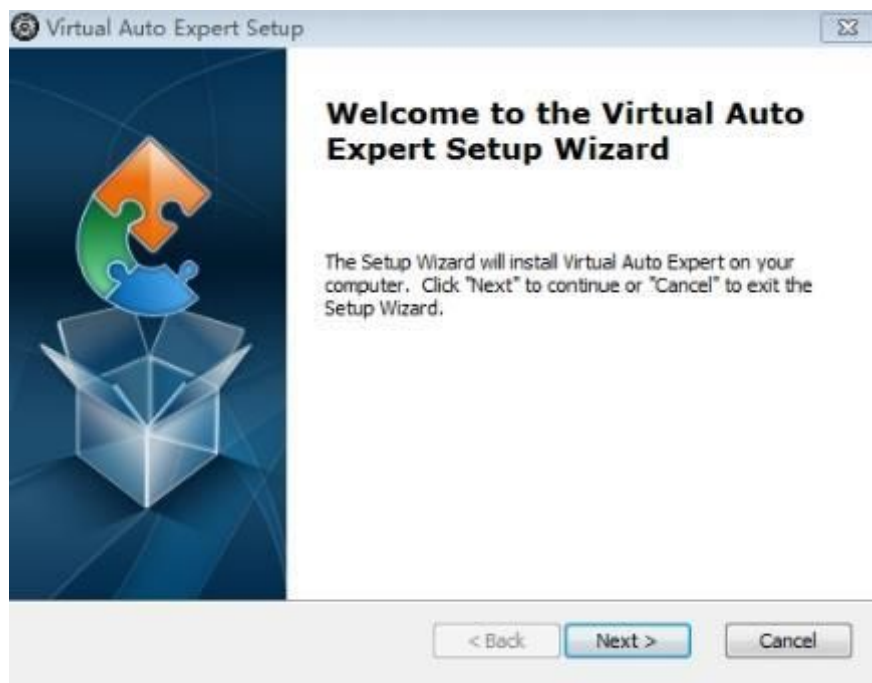 Virtual Auto Expert Setup
Welcome to the Virtual Auto
Expert Setup Wizard
The Setup Wizard will install Virtual Auto Expert on your
computer. Click "Next" to continue or "Cancel" to exit the
Setup Wizard.
< Back Next > Cancel